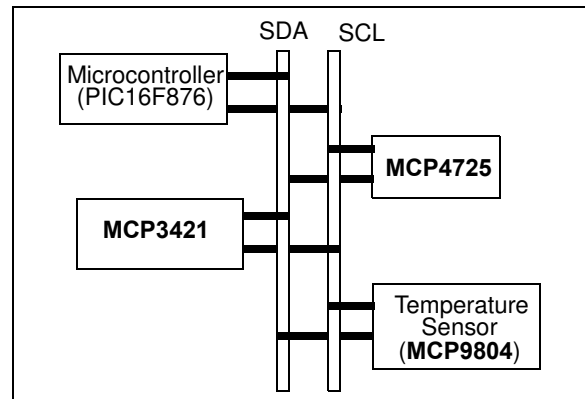 SDA SCL
Microcontroller
(PIC16F876)
MCP4725
MCP3421
Temperature
Sensor
(MCP9804)